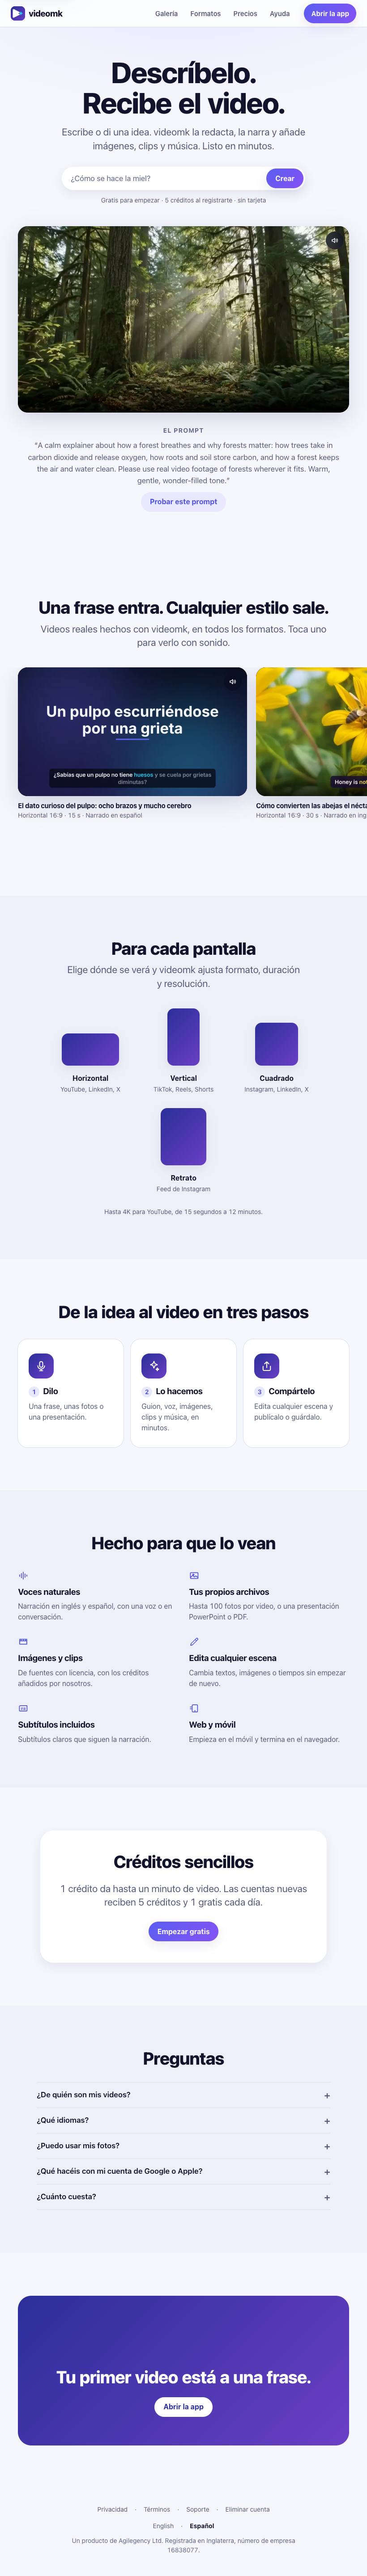 videomk
Galería Formatos Precios Ayuda Abrir la app
Descríbelo.
Recibe el video.
Escribe o di una idea. videomk la redacta, la narra y añade
imágenes, clips y música. Listo en minutos.
¿Cómo se hace la miel? Crear
Gratis para empezar · 5 créditos al registrarte · sin tarjeta
EL PROMPT
"A calm explainer about how a forest breathes and why forests matter: how trees take in
carbon dioxide and release oxygen, how roots and soil store carbon, and how a forest keeps
the air and water clean. Please use real video footage of forests wherever it fits. Warm,
gentle, wonder-filled tone."
Probar este prompt
Una frase entra. Cualquier estilo sale.
Videos reales hechos con videomk, en todos los formatos. Toca uno
para verlo con sonido.
Un pulpo escurriéndose
por una grieta
¿Sabías que un pulpo no tiene huesos y se cuela por grietas
diminutas?
Honey is not
El dato curioso del pulpo: ocho brazos y mucho cerebro
Horizontal 16:9 · 15 s · Narrado en español
Cómo convierten las abejas el néct
Horizontal 16:9 · 30 s · Narrado en ing
Para cada pantalla
Elige dónde se verá y videomk ajusta formato, duración
y resolución.
Horizontal
YouTube, LinkedIn, X
Vertical
TikTok, Reels, Shorts
Cuadrado
Instagram, LinkedIn, X
Retrato
Feed de Instagram
Hasta 4K para YouTube, de 15 segundos a 12 minutos.
De la idea al video en tres pasos
1 Dilo
Una frase, unas fotos o
una presentación.
2 Lo hacemos
Guion, voz, imágenes,
clips y música, en
minutos.
3 Compártelo
Edita cualquier escena y
publícalo o guárdalo.
Hecho para que lo vean
Voces naturales
Narración en inglés y español, con una voz o en
conversación.
Tus propios archivos
Hasta 100 fotos por video, o una presentación
PowerPoint o PDF.
Imágenes y clips
De fuentes con licencia, con los créditos
añadidos por nosotros.
Edita cualquier escena
Cambia textos, imágenes o tiempos sin empezar
de nuevo.
Subtítulos incluidos
Subtítulos claros que siguen la narración.
Web y móvil
Empieza en el móvil y termina en el navegador.
Créditos sencillos
1 crédito da hasta un minuto de video. Las cuentas nuevas
reciben 5 créditos y 1 gratis cada día.
Empezar gratis
Preguntas
¿De quién son mis videos? +
¿Qué idiomas? +
¿Puedo usar mis fotos? +
¿Qué hacéis con mi cuenta de Google o Apple? +
¿Cuánto cuesta? +
Tu primer video está a una frase.
Abrir la app
Privacidad · Términos · Soporte · Eliminar cuenta
English · Español
Un producto de Agilegency Ltd. Registrada en Inglaterra, número de empresa
16838077.